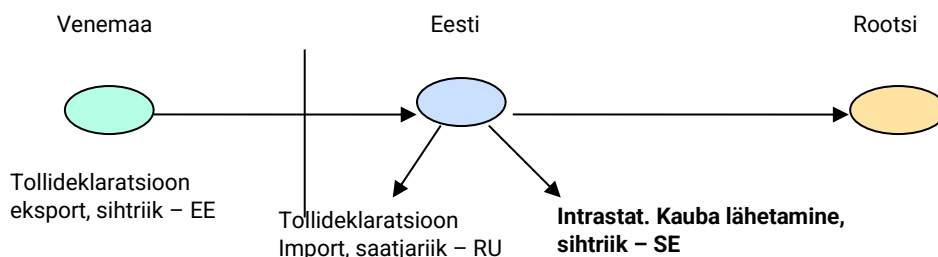 Venemaa
Eesti
Rootsi
Tollideklaratsioon
eksport, sihtriik – EE
Tollideklaratsioon
Import, saatjariik – RU
Intrastat. Kauba lähetamine,
sihtriik – SE